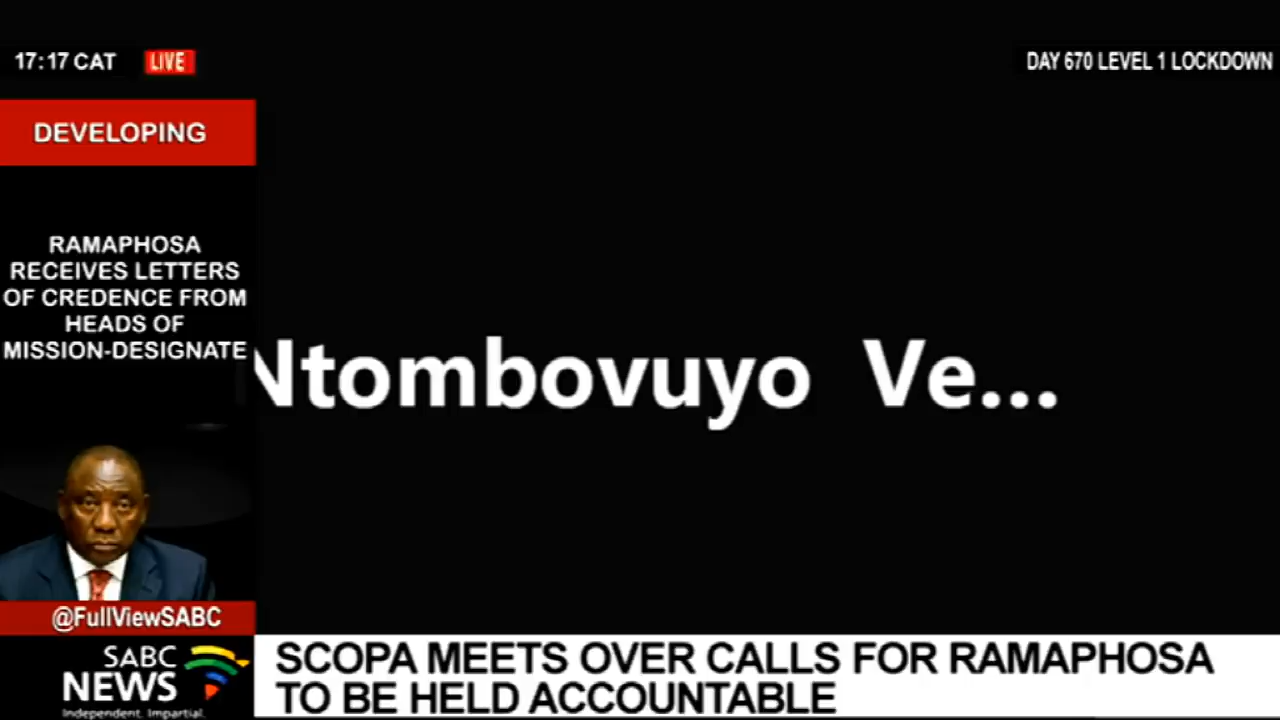 17:17 CAT
LIVE
DAY 670 LEVEL 1 LOCKDOWN
DEVELOPING
RAMAPHOSA
RECEIVES LETTERS
OF CREDENCE FROM
HEADS OF
MISSION-DESIGNATE
Ntombovuyo Ve...
@FullViewSABC
SABC
NEWS
Independent. Impartial.
SCOPA MEETS OVER CALLS FOR RAMAPHOSA
TO BE HELD ACCOUNTABLE